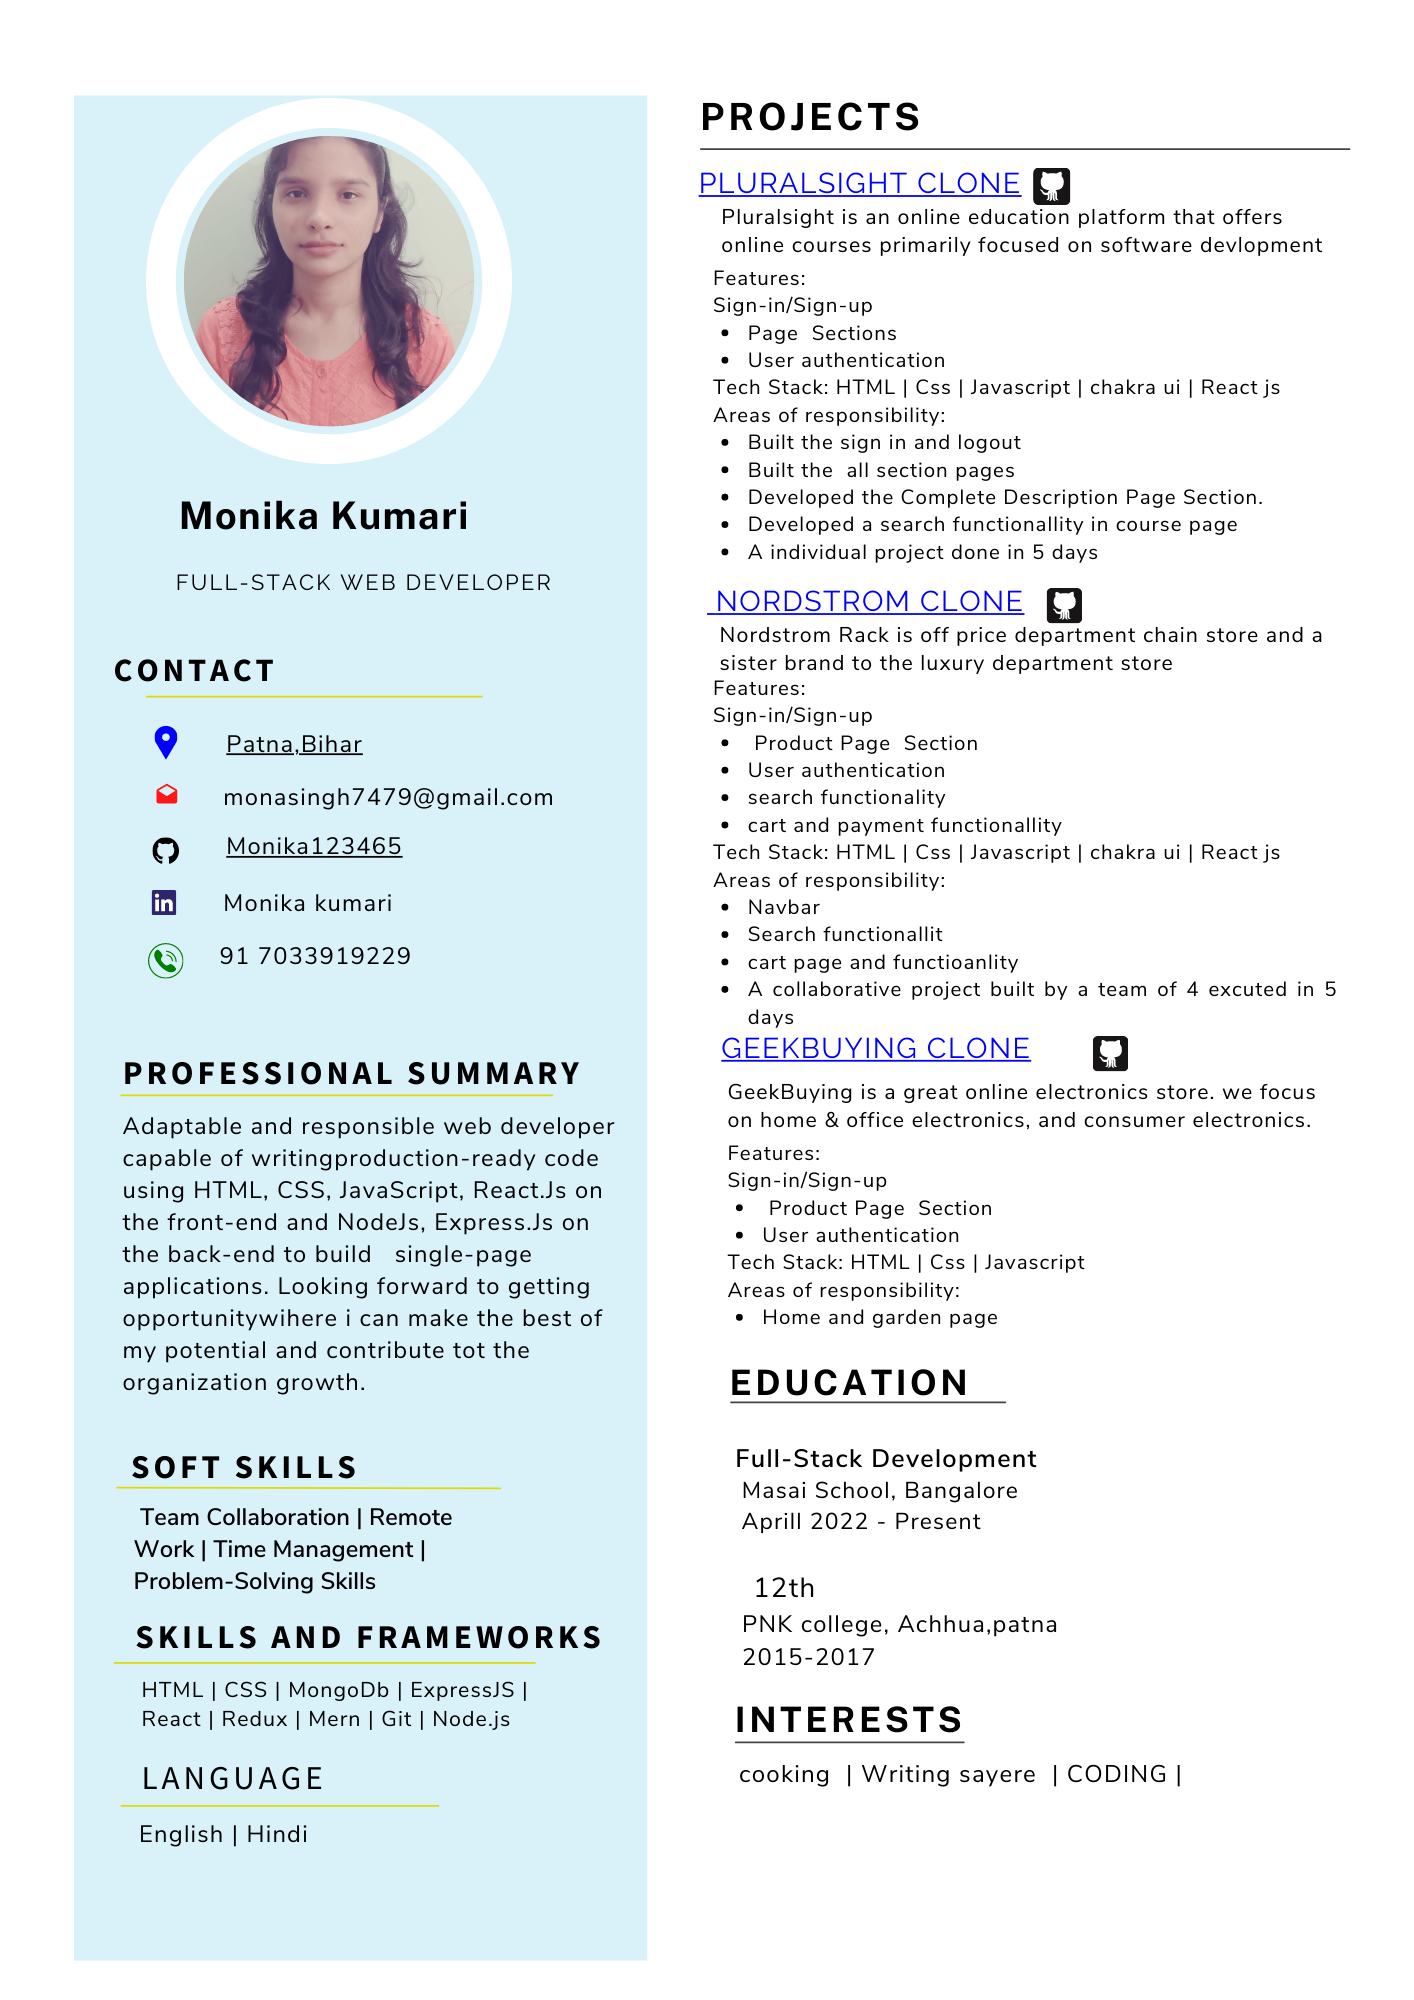 Monika Kumari
FULL-STACK WEB DEVELOPER
CONTACT
Patna,Bihar
monasingh7479@gmail.com
Monika123465
in
Monika kumari
91 7033919229
PROFESSIONAL SUMMARY
Adaptable and responsible web developer
capable of writingproduction-ready code
using HTML, CSS, JavaScript, React.Js on
the front-end and NodeJs, Express.Js on
the back-end to build single-page
applications. Looking forward to getting
opportunitywihere i can make the best of
my potential and contribute tot the
organization growth.
SOFT SKILLS
Team Collaboration | Remote
Work | Time Management |
Problem-Solving Skills
SKILLS AND FRAMEWORKS
HTML | CSS | MongoDb | ExpressJS |
React | Redux | Mern | Git | Node.js
LANGUAGE
English | Hindi
PROJECTS
PLURALSIGHT CLONE
Pluralsight is an online education platform that offers
online courses primarily focused on software devlopment
Features:
Sign-in/Sign-up
• Page Sections
• User authentication
Tech Stack: HTML | Css | Javascript | chakra ui | React js
Areas of responsibility:
• Built the sign in and logout
• Built the all section pages
• Developed the Complete Description Page Section.
• Developed a search functionallity in course page
• A individual project done in 5 days
NORDSTROM CLONE
Nordstrom Rack is off price department chain store and a
sister brand to the luxury department store
Features:
Sign-in/Sign-up
• Product Page Section
• User authentication
• search functionality
• cart and payment functionallity
Tech Stack: HTML | Css | Javascript | chakra ui | React js
Areas of responsibility:
• Navbar
• Search functionallit
• cart page and functioanlity
• A collaborative project built by a team of 4 excuted in 5
days
GEEKBUYING CLONE
GeekBuying is a great online electronics store. we focus
on home & office electronics, and consumer electronics.
Features:
Sign-in/Sign-up
• Product Page Section
• User authentication
Tech Stack: HTML | Css | Javascript
Areas of responsibility:
• Home and garden page
EDUCATION
Full-Stack Development
Masai School, Bangalore
Aprill 2022 - Present
12th
PNK college, Achhua,patna
2015-2017
INTERESTS
cooking | Writing sayere | CODING |